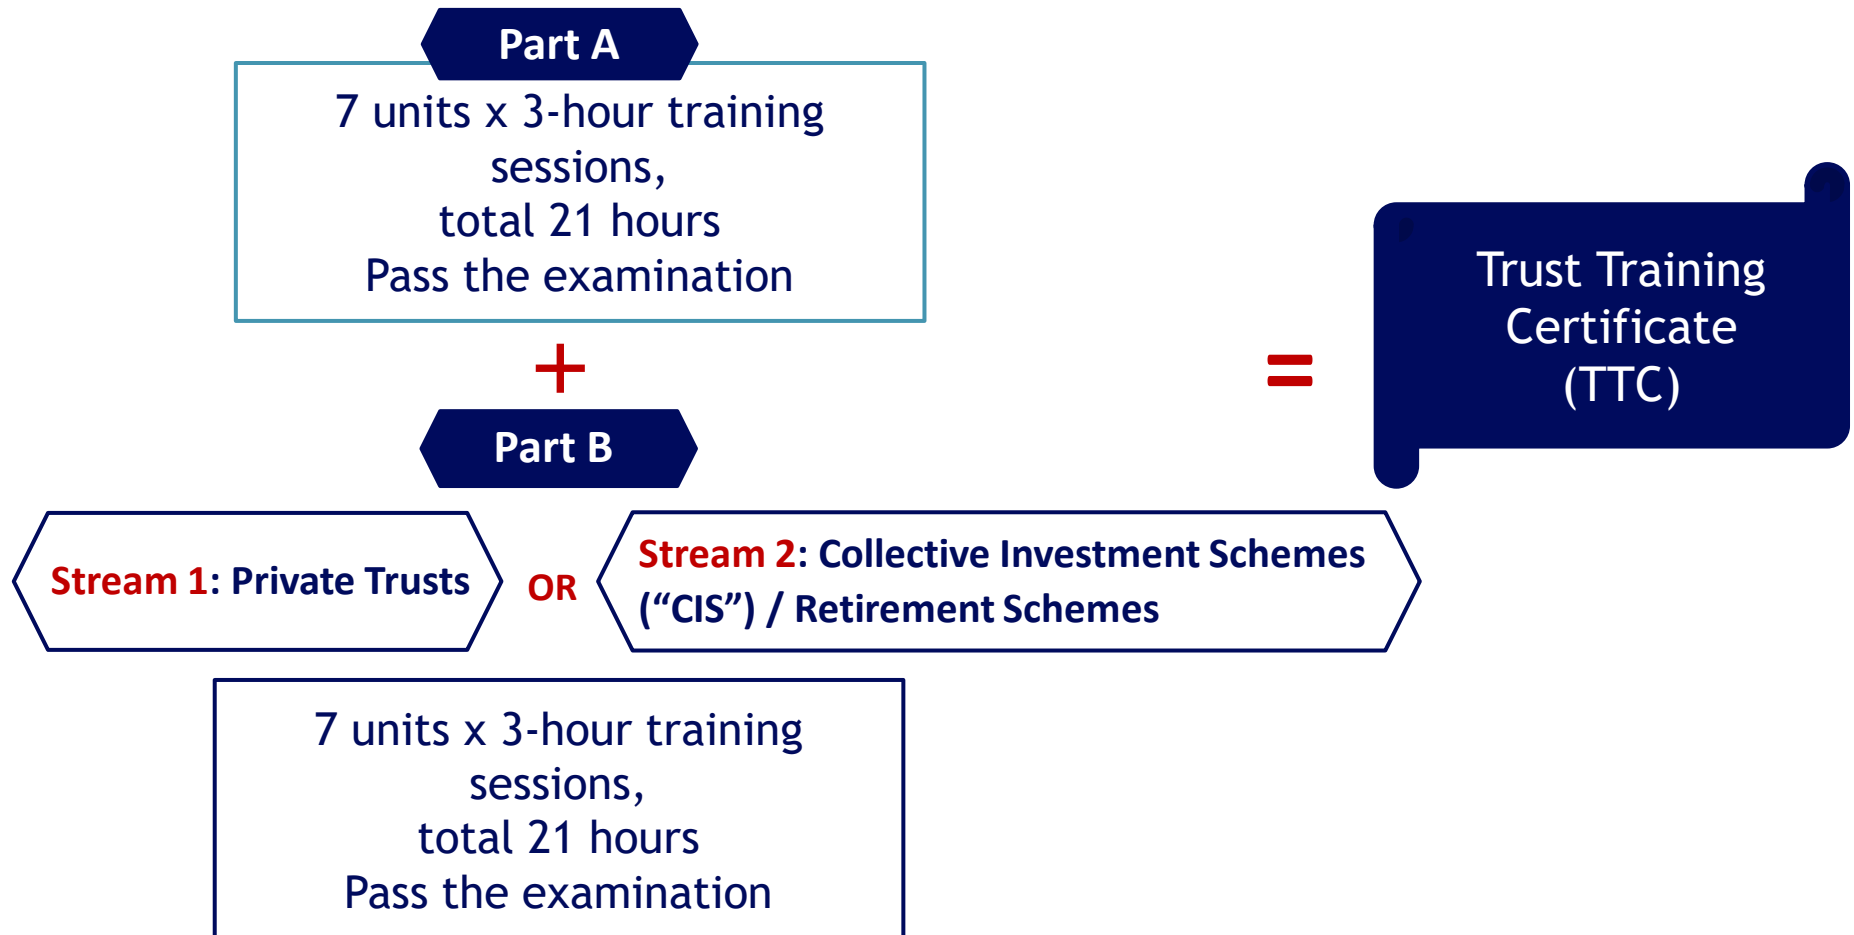 Part A
7 units x 3-hour training
sessions,
total 21 hours
Pass the examination
+
Part B
Stream 1: Private Trusts
OR
Stream 2: Collective Investment Schemes
(“CIS”) / Retirement Schemes
7 units x 3-hour training
sessions,
total 21 hours
Pass the examination
=
Trust Training
Certificate
(TTC)